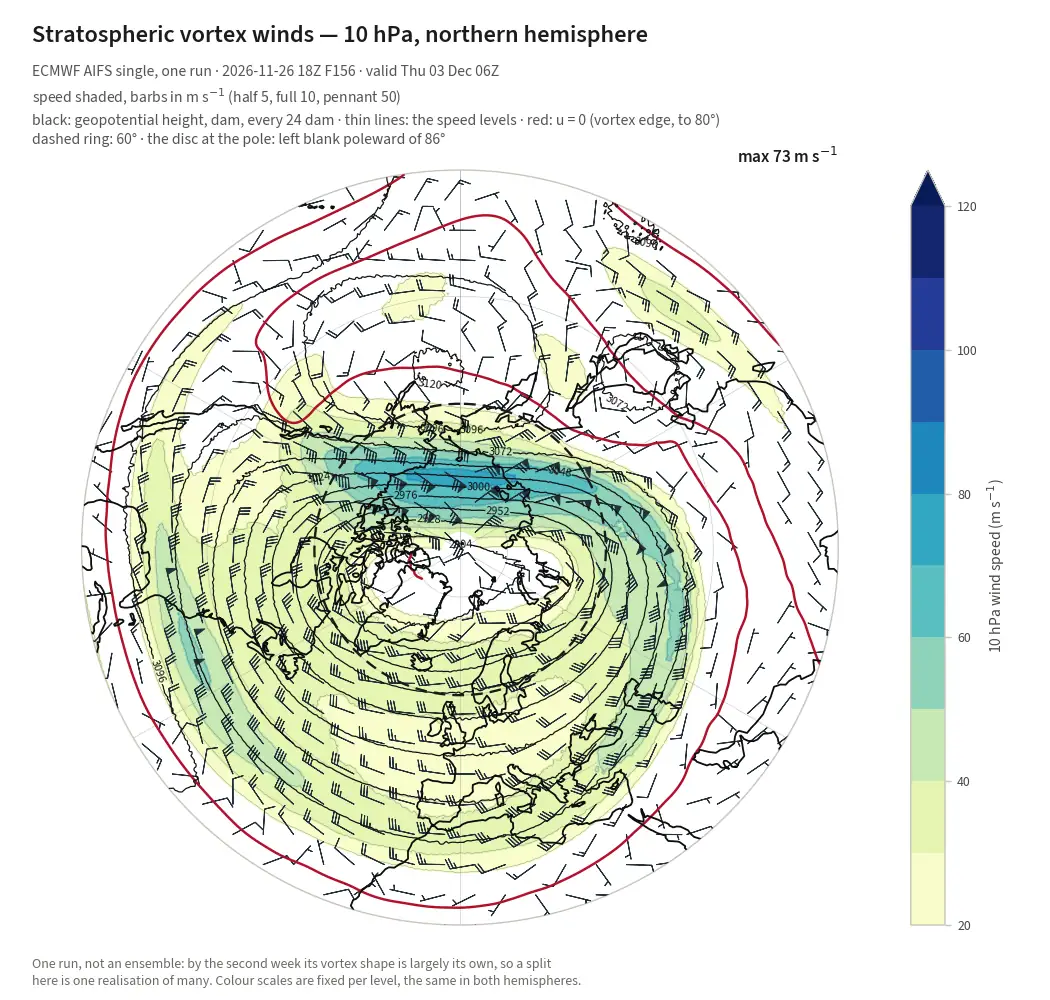 Stratospheric vortex winds — 10 hPa, northern hemisphere
ECMWF AIFS single, one run · 2026-11-26 18Z F156 · valid Thu 03 Dec 06Z
speed shaded, barbs in m s⁻¹ (half 5, full 10, pennant 50)
black: geopotential height, dam, every 24 dam · thin lines: the speed levels · red: u = 0 (vortex edge, to 80°)
dashed ring: 60° · the disc at the pole: left blank poleward of 86°
max 73 m s⁻¹
120
100
80
60
40
20
10 hPa wind speed (m s⁻¹)
3120
3072
3096
3072
3048
3024
3000
2976
2952
2928
2904
3096
One run, not an ensemble: by the second week its vortex shape is largely its own, so a split
here is one realisation of many. Colour scales are fixed per level, the same in both hemispheres.